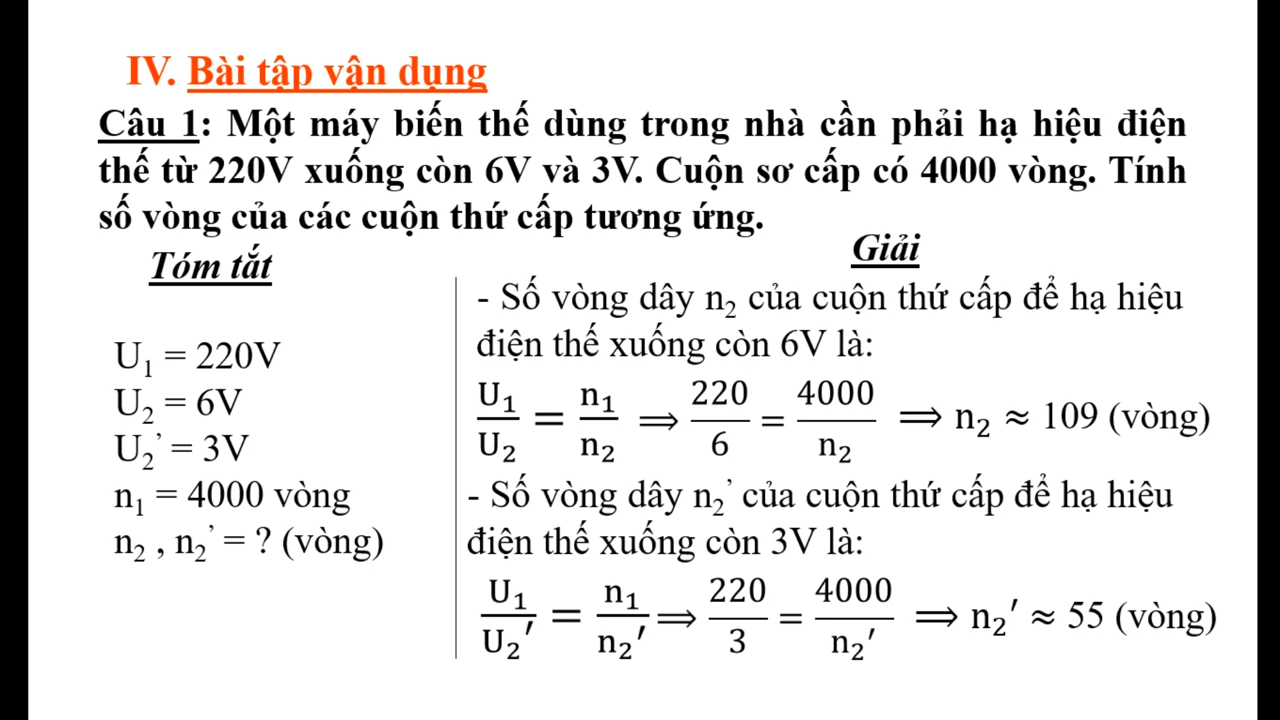 IV. Bài tập vận dụng
Câu 1: Một máy biến thế dùng trong nhà cần phải hạ hiệu điện
thế từ 220V xuống còn 6V và 3V. Cuộn sơ cấp có 4000 vòng. Tính
số vòng của các cuộn thứ cấp tương ứng.
Tóm tắt
U₁ = 220V
U₂ = 6V
U₂’ = 3V
n₁ = 4000 vòng
n₂ , n₂’ = ? (vòng)
Giải
- Số vòng dây n₂ của cuộn thứ cấp để hạ hiệu
điện thế xuống còn 6V là:
U₁/U₂ = n₁/n₂ ⟹ 220/6 = 4000/n₂ ⟹ n₂ ≈ 109 (vòng)
- Số vòng dây n₂’ của cuộn thứ cấp để hạ hiệu
điện thế xuống còn 3V là:
U₁/U₂′ = n₁/n₂′ ⟹ 220/3 = 4000/n₂′ ⟹ n₂′ ≈ 55 (vòng)